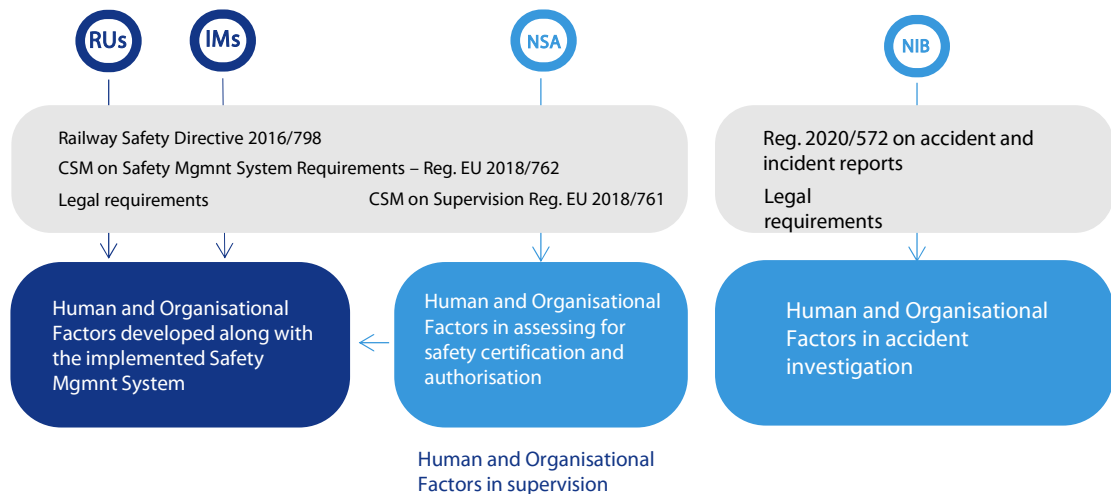 RUs
IMs
NSA
NIB
Railway Safety Directive 2016/798
CSM on Safety Mgmnt System Requirements – Reg. EU 2018/762
Legal requirements
CSM on Supervision Reg. EU 2018/761
Reg. 2020/572 on accident and
incident reports
Legal
requirements
Human and Organisational
Factors developed along with
the implemented Safety
Mgmnt System
Human and Organisational
Factors in assessing for
safety certification and
authorisation
Human and Organisational
Factors in accident
investigation
Human and Organisational
Factors in supervision